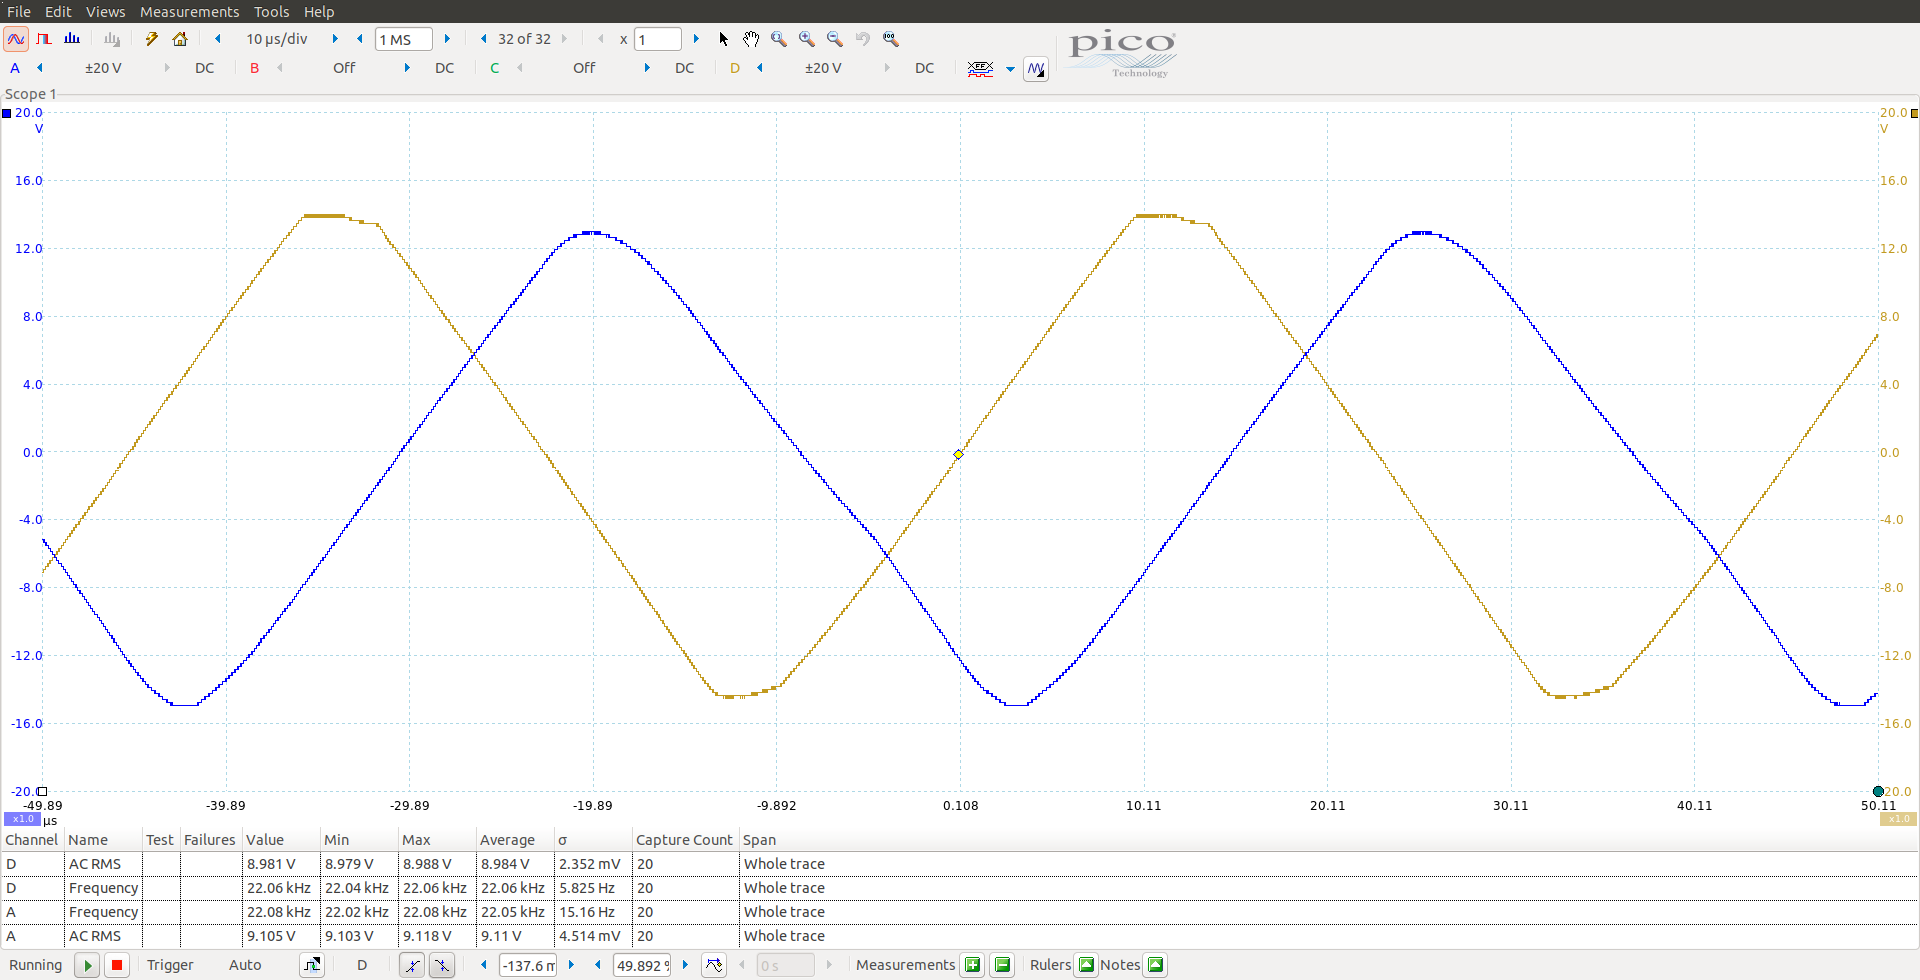 File Edit Views Measurements Tools Help
10 µs/div 1 MS 32 of 32 x 1
pico
Technology
A ±20 V DC B Off DC C Off DC D ±20 V DC
Scope 1
20.0 20.0
V V
16.0 16.0
12.0 12.0
8.0 8.0
4.0 4.0
0.0 0.0
-4.0 -4.0
-8.0 -8.0
-12.0 -12.0
-16.0 -16.0
-20.0 20.0
-49.89 -39.89 -29.89 -19.89 -9.892 0.108 10.11 20.11 30.11 40.11 50.11
x1.0 µs x1.0
Channel Name Test Failures Value Min Max Average σ Capture Count Span
D AC RMS 8.981 V 8.979 V 8.988 V 8.984 V 2.352 mV 20 Whole trace
D Frequency 22.06 kHz 22.04 kHz 22.06 kHz 22.06 kHz 5.825 Hz 20 Whole trace
A Frequency 22.08 kHz 22.02 kHz 22.08 kHz 22.05 kHz 15.16 Hz 20 Whole trace
A AC RMS 9.105 V 9.103 V 9.118 V 9.11 V 4.514 mV 20 Whole trace
Running Trigger Auto D -137.6 m 49.892 % 0 s Measurements Rulers Notes